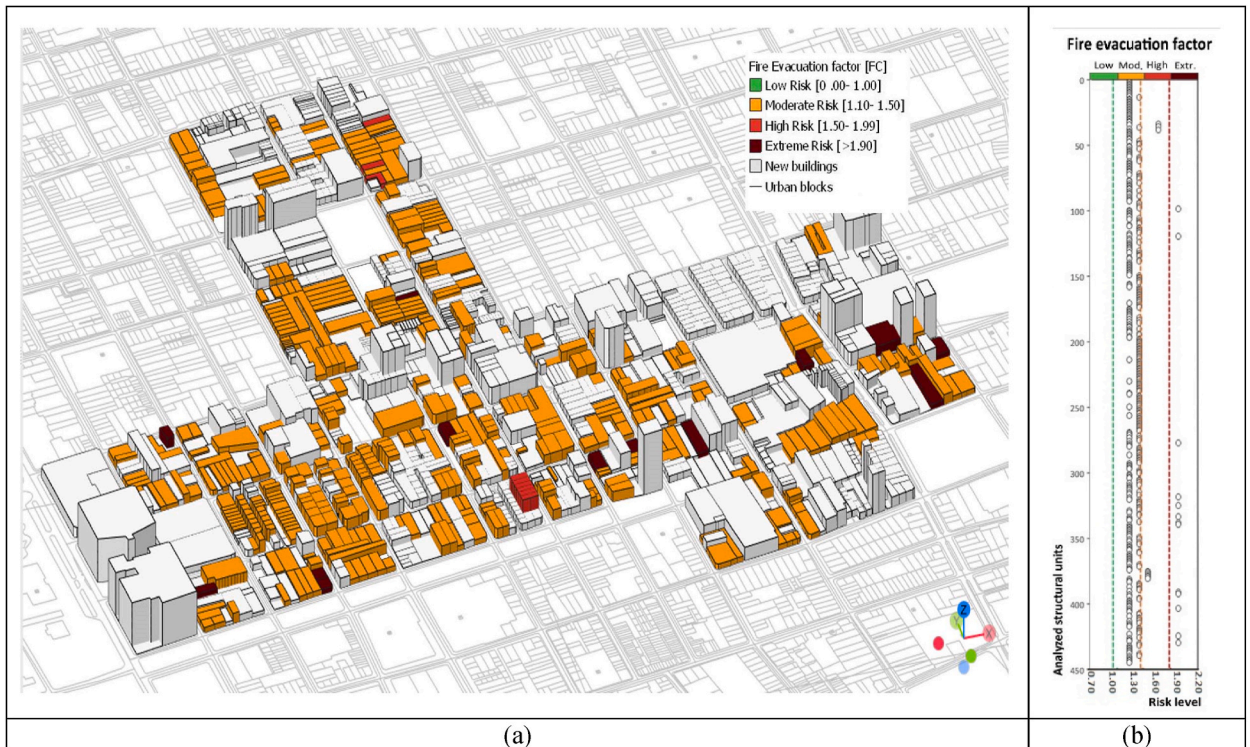 Fire Evacuation factor [FC]
Low Risk [0 .00- 1.00]
Moderate Risk [1.10- 1.50]
High Risk [1.50- 1.99]
Extreme Risk [ >1.90]
New buildings
Urban blocks
Z
Y
X
(a)
Fire evacuation factor
Low Mod. High Extr.
0
50
100
150
200
250
300
350
400
450
Analyzed structural units
0.70 1.00 1.30 1.60 1.90 2.20
Risk level
(b)